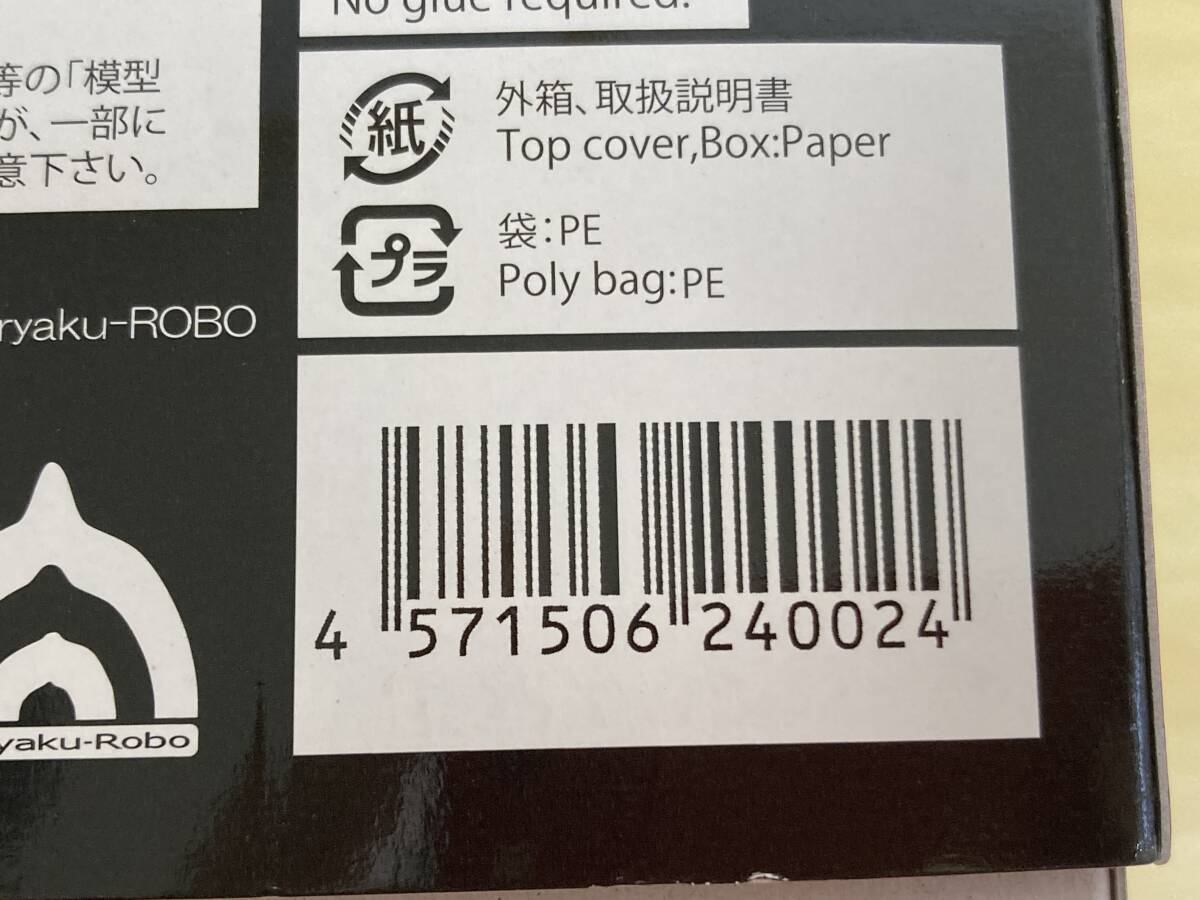 No glue required.
等の「模型
が、一部に
意下さい。
紙
外箱、取扱説明書
Top cover,Box:Paper
プラ
袋：PE
Poly bag:PE
ryaku-ROBO
yaku-Robo
4 571506 240024